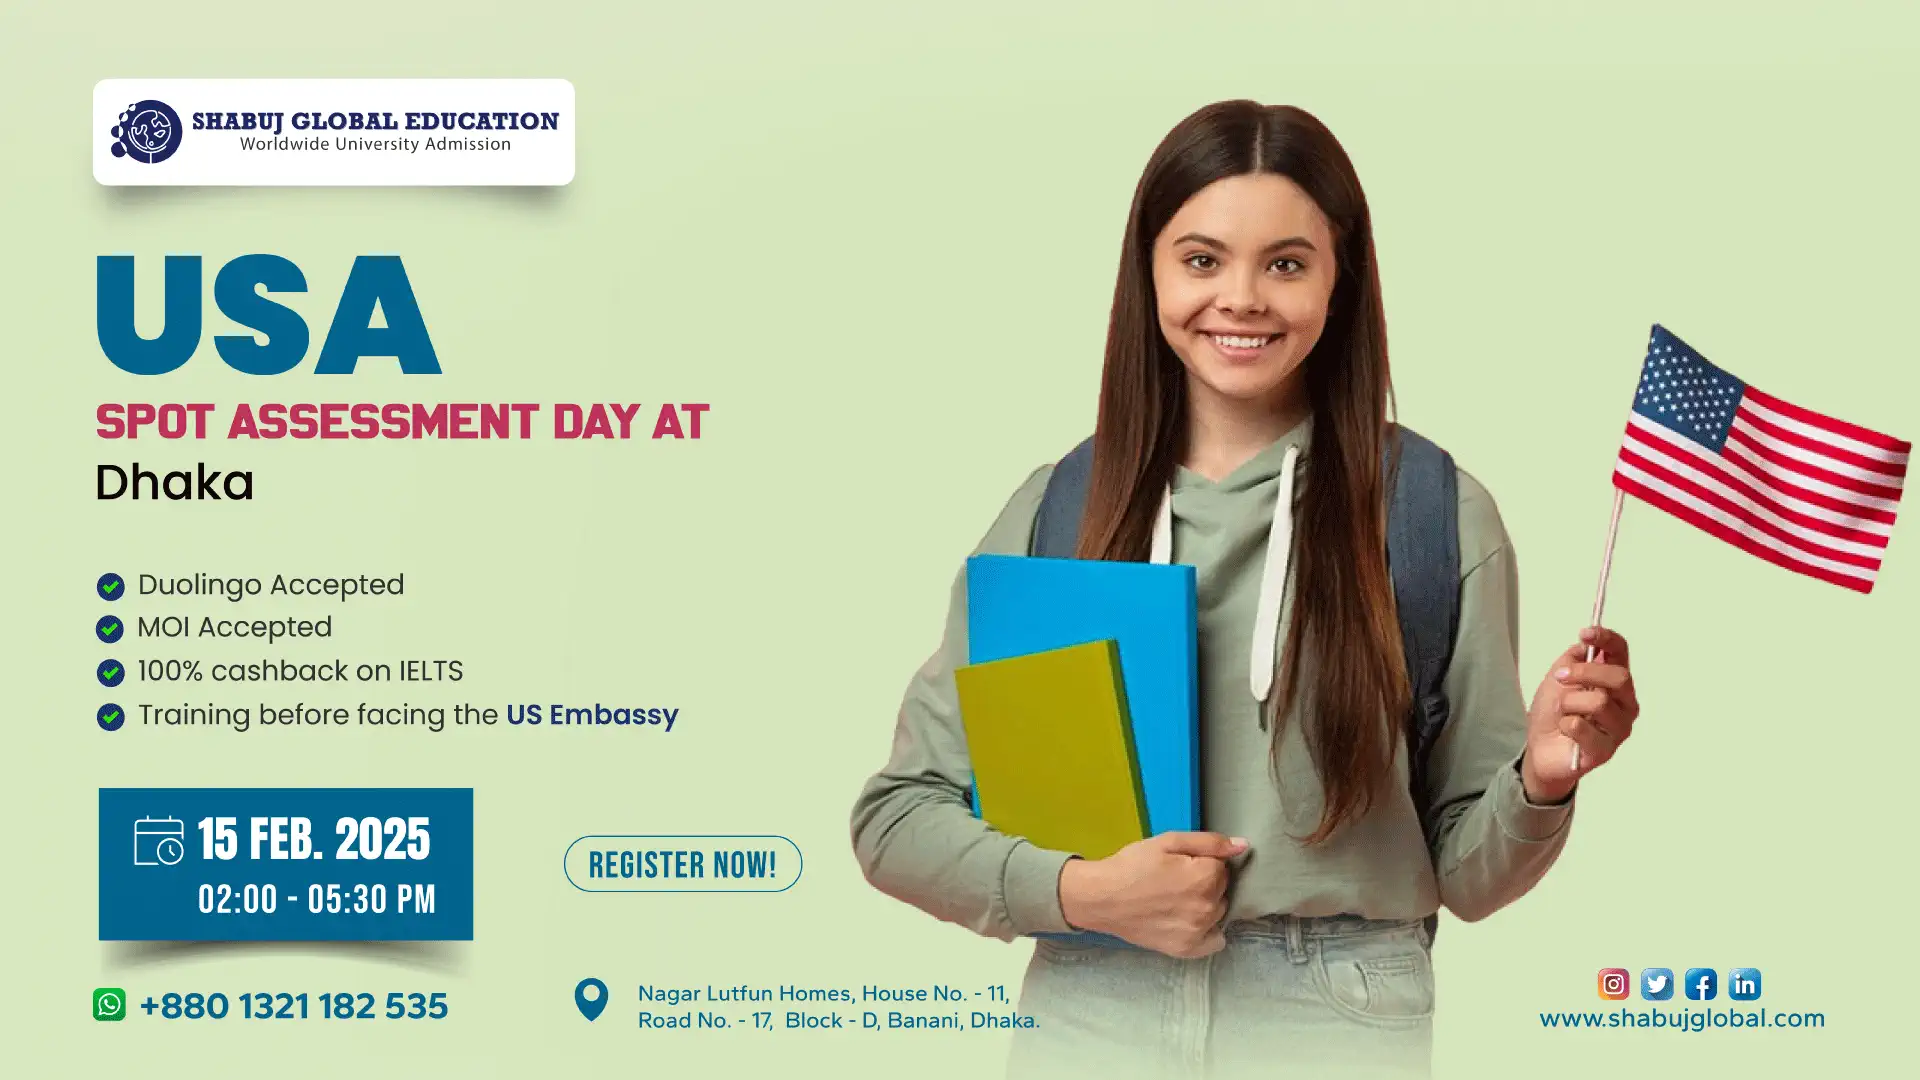 SHABUJ GLOBAL EDUCATION
Worldwide University Admission
USA
SPOT ASSESSMENT DAY AT
Dhaka
Duolingo Accepted
MOI Accepted
100% cashback on IELTS
Training before facing the US Embassy
15 FEB. 2025
02:00 - 05:30 PM
REGISTER NOW!
+880 1321 182 535
Nagar Lutfun Homes, House No. - 11,
Road No. - 17, Block - D, Banani, Dhaka.
www.shabujglobal.com